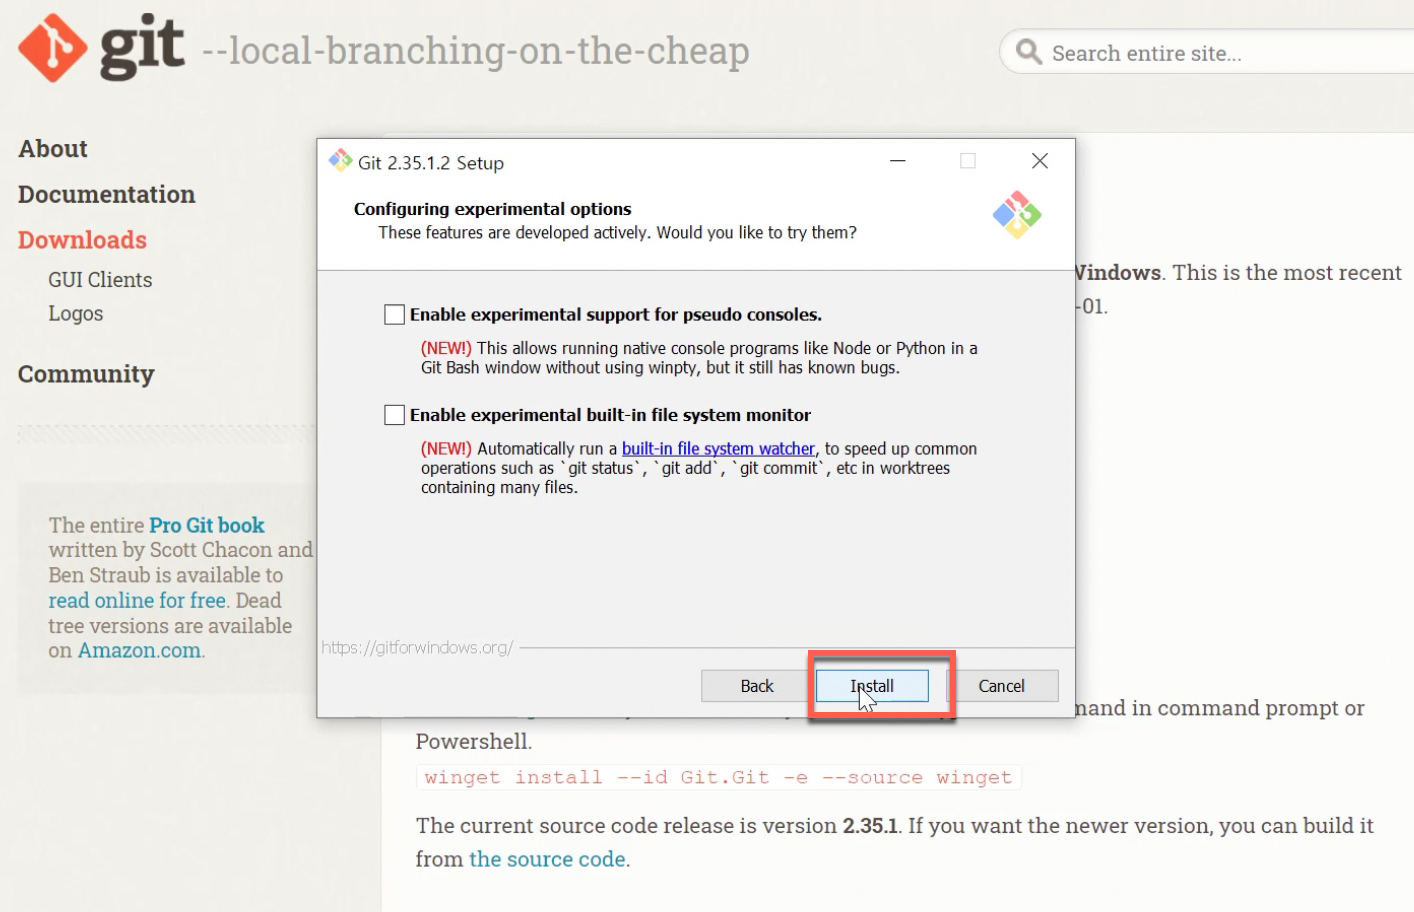 git --local-branching-on-the-cheap
Search entire site...
About
Documentation
Downloads
GUI Clients
Logos
Community
The entire Pro Git book
written by Scott Chacon and
Ben Straub is available to
read online for free. Dead
tree versions are available
on Amazon.com.
Git 2.35.1.2 Setup
Configuring experimental options
These features are developed actively. Would you like to try them?
Enable experimental support for pseudo consoles.
(NEW!) This allows running native console programs like Node or Python in a
Git Bash window without using winpty, but it still has known bugs.
Enable experimental built-in file system monitor
(NEW!) Automatically run a built-in file system watcher, to speed up common
operations such as `git status`, `git add`, `git commit`, etc in worktrees
containing many files.
https://gitforwindows.org/
Back
Install
Cancel
Windows. This is the most recent
-01.
mand in command prompt or
Powershell.
winget install --id Git.Git -e --source winget
The current source code release is version 2.35.1. If you want the newer version, you can build it
from the source code.